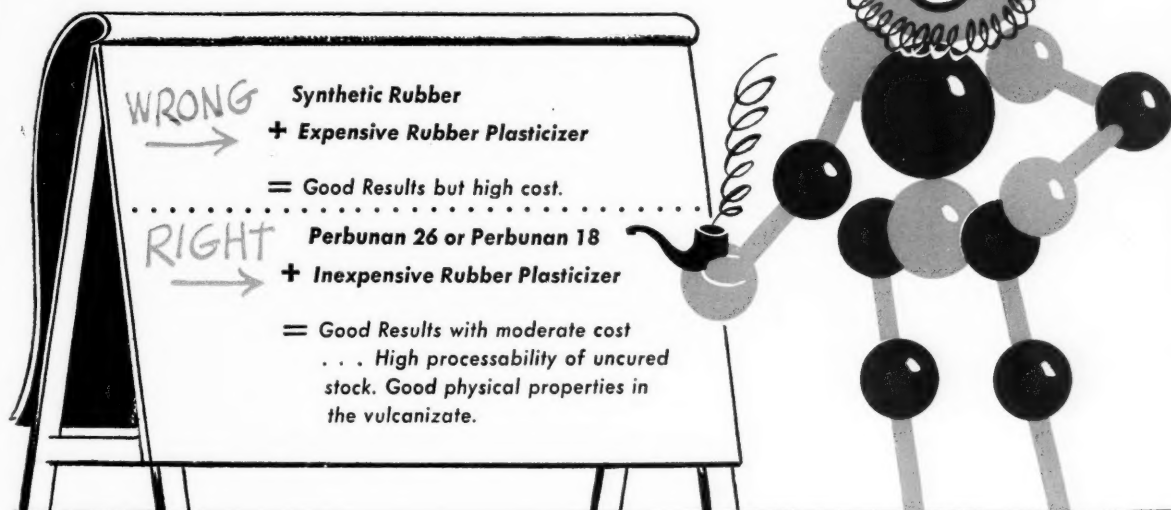 WRONG
Synthetic Rubber
+ Expensive Rubber Plasticizer
= Good Results but high cost.
RIGHT
Perbunan 26 or Perbunan 18
+ Inexpensive Rubber Plasticizer
= Good Results with moderate cost
. . . High processability of uncured
stock. Good physical properties in
the vulcanizate.